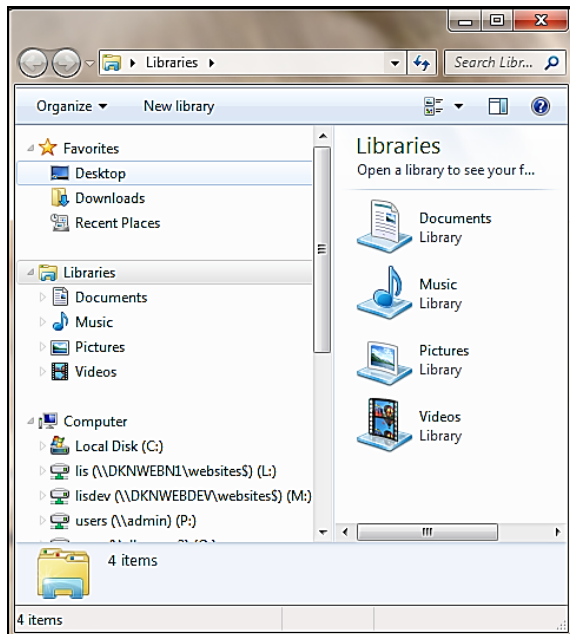 Libraries
Search Libr...
Organize New library
Favorites
Desktop
Downloads
Recent Places
Libraries
Documents
Music
Pictures
Videos
Computer
Local Disk (C:)
lis (\\DKNWEBN1\websites$) (L:)
lisdev (\\DKNWEBDEV\websites$) (M:)
users (\\admin) (P:)
Libraries
Open a library to see your f...
Documents
Library
Music
Library
Pictures
Library
Videos
Library
4 items
4 items